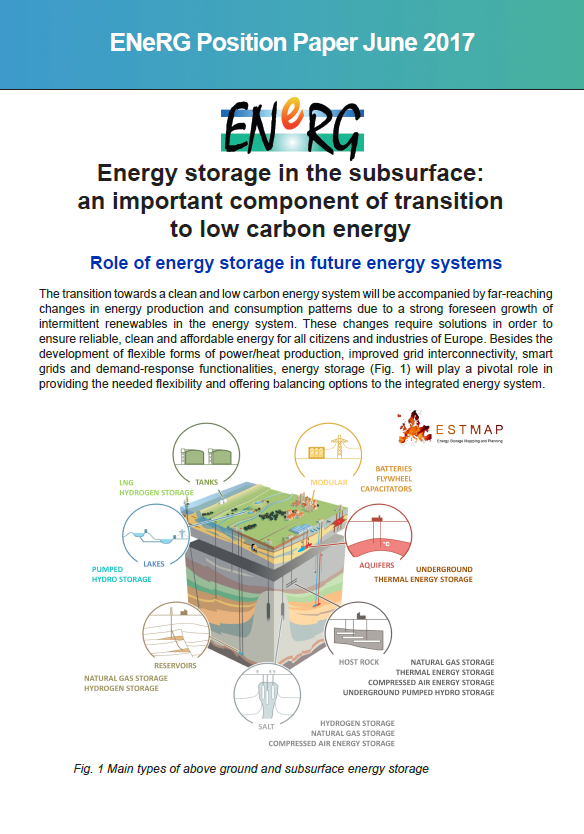 ENeRG Position Paper June 2017
ENeRG
Energy storage in the subsurface:
an important component of transition
to low carbon energy
Role of energy storage in future energy systems
The transition towards a clean and low carbon energy system will be accompanied by far-reaching
changes in energy production and consumption patterns due to a strong foreseen growth of
intermittent renewables in the energy system. These changes require solutions in order to
ensure reliable, clean and affordable energy for all citizens and industries of Europe. Besides the
development of flexible forms of power/heat production, improved grid interconnectivity, smart
grids and demand-response functionalities, energy storage (Fig. 1) will play a pivotal role in
providing the needed flexibility and offering balancing options to the integrated energy system.
ESTMAP
Energy Storage Mapping and Planning
TANKS
LNG
HYDROGEN STORAGE
MODULAR
BATTERIES
FLYWHEEL
CAPACITATORS
LAKES
PUMPED
HYDRO STORAGE
°C
AQUIFERS
UNDERGROUND
THERMAL ENERGY STORAGE
RESERVOIRS
NATURAL GAS STORAGE
HYDROGEN STORAGE
HOST ROCK
NATURAL GAS STORAGE
THERMAL ENERGY STORAGE
COMPRESSED AIR ENERGY STORAGE
UNDERGROUND PUMPED HYDRO STORAGE
SALT
HYDROGEN STORAGE
NATURAL GAS STORAGE
COMPRESSED AIR ENERGY STORAGE
Fig. 1 Main types of above ground and subsurface energy storage